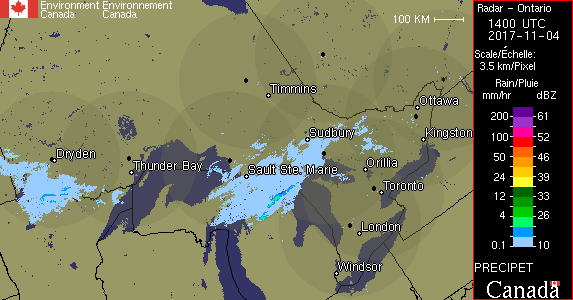 Environment Environnement
Canada Canada
100 KM
Timmins
Ottawa
Sudbury
Kingston
Dryden
Thunder Bay
Sault Ste. Marie
Orillia
Toronto
London
Windsor
Radar - Ontario
1400 UTC
2017-11-04
Scale/Échelle:
3.5 km/Pixel
Rain/Pluie
mm/hr dBZ
200 61
100 52
50 46
24 39
12 33
4 26
0.1 10
PRECIPET
Canada